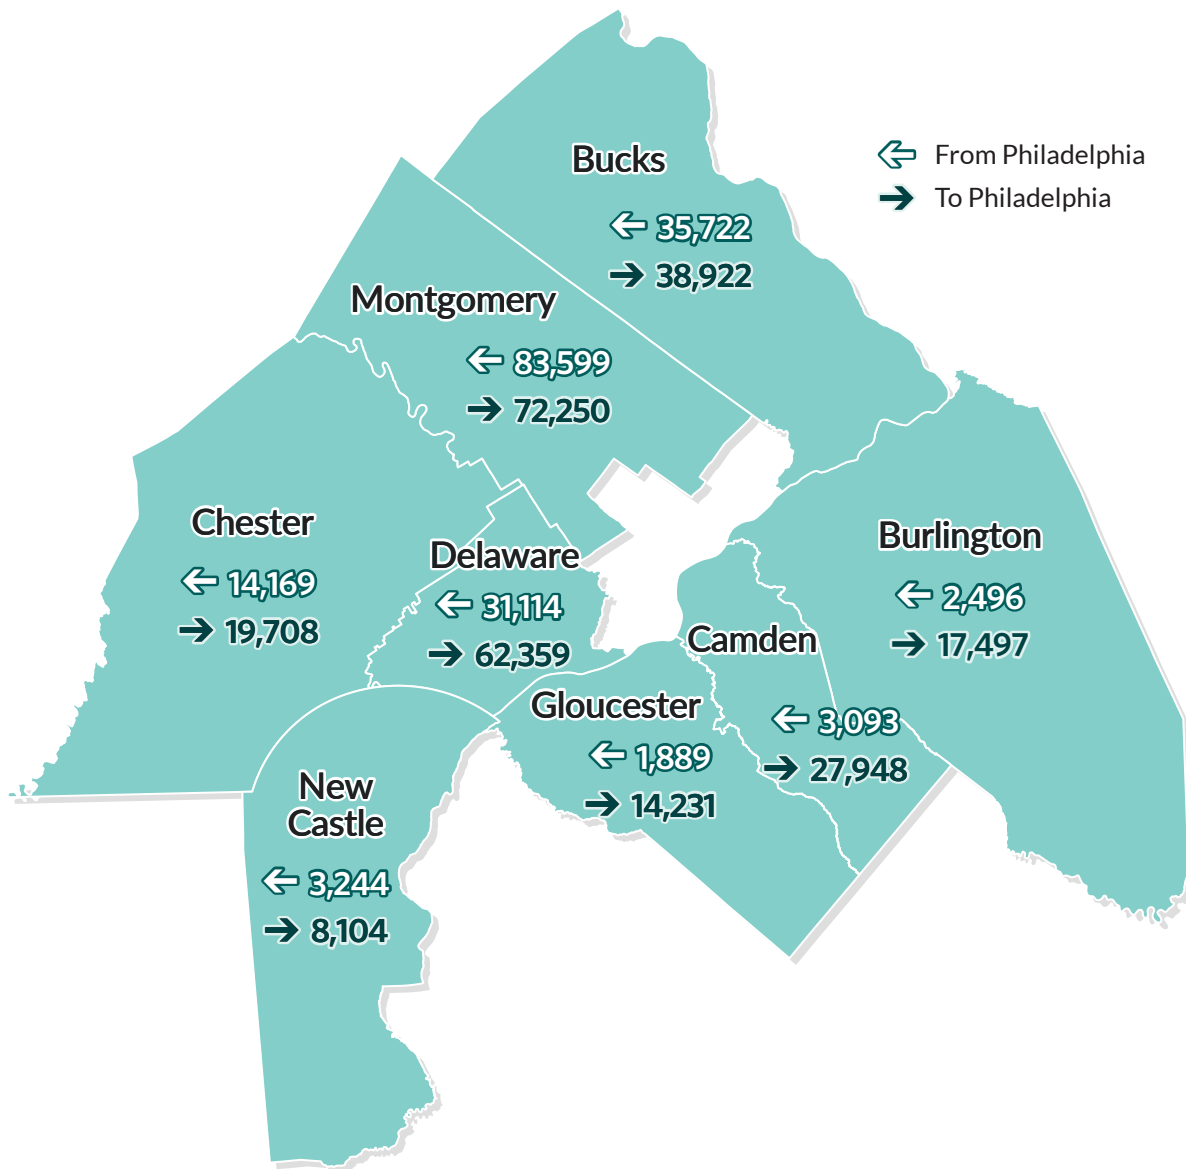 Bucks
35,722
38,922
From Philadelphia
To Philadelphia
Montgomery
83,599
72,250
Chester
14,169
19,708
Delaware
31,114
62,359
Burlington
2,496
17,497
Camden
3,093
27,948
Gloucester
1,889
14,231
New
Castle
3,244
8,104